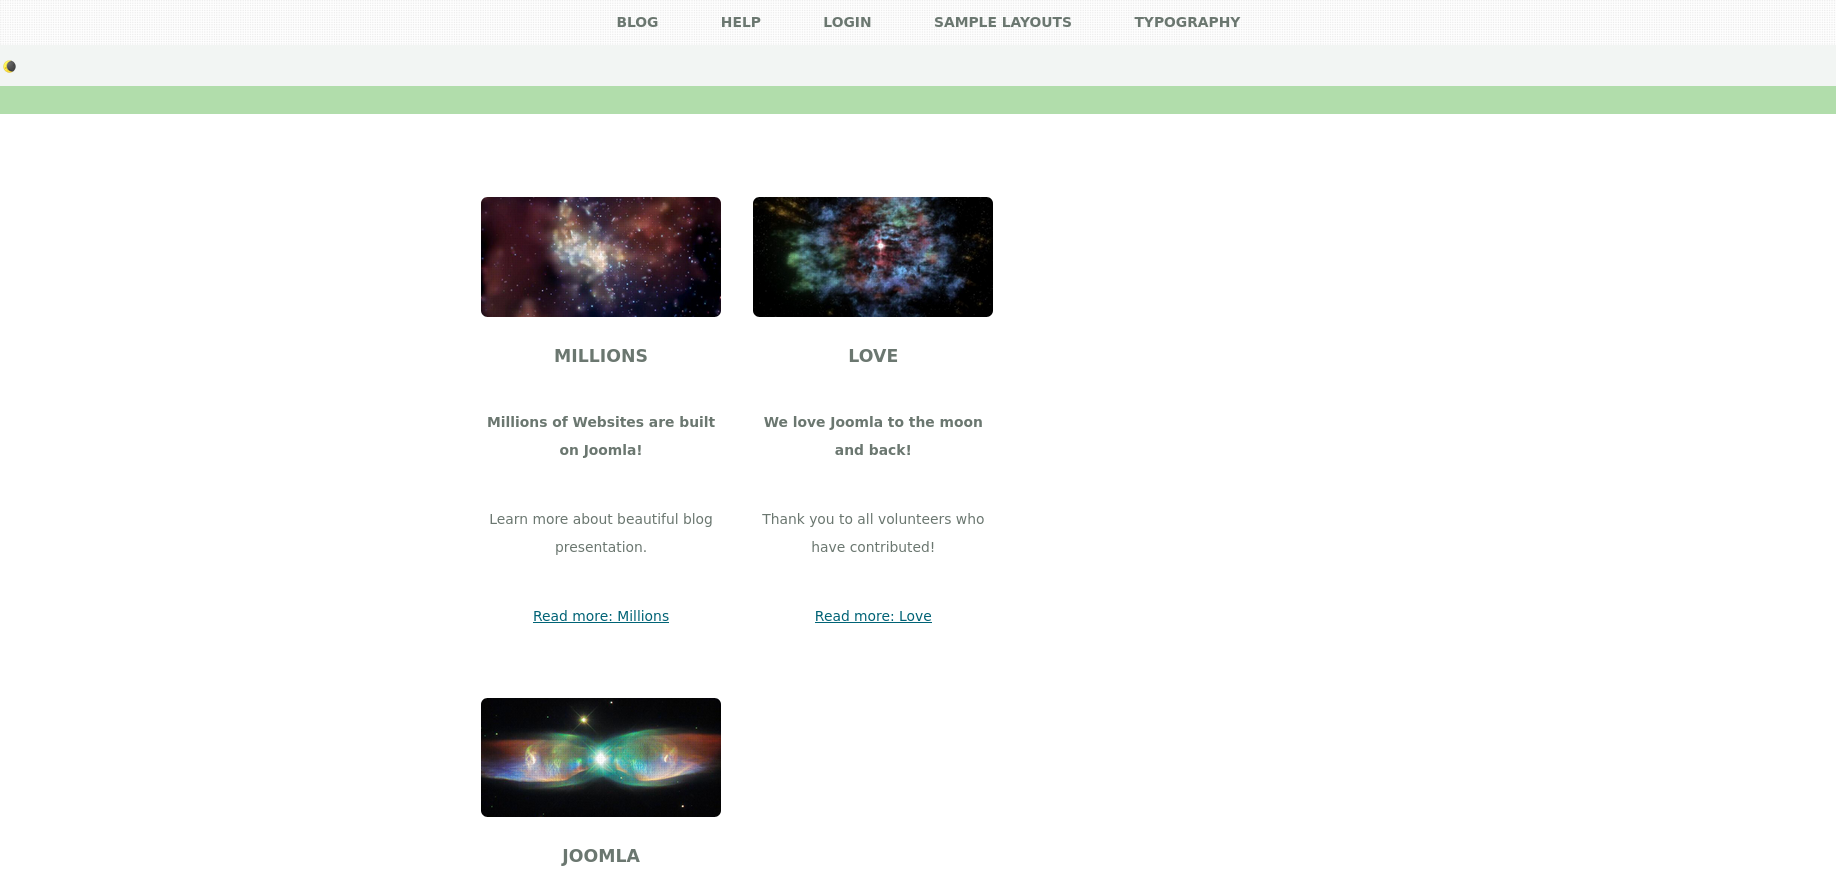 BLOG HELP LOGIN SAMPLE LAYOUTS TYPOGRAPHY
MILLIONS
Millions of Websites are built
on Joomla!
Learn more about beautiful blog
presentation.
Read more: Millions
LOVE
We love Joomla to the moon
and back!
Thank you to all volunteers who
have contributed!
Read more: Love
JOOMLA